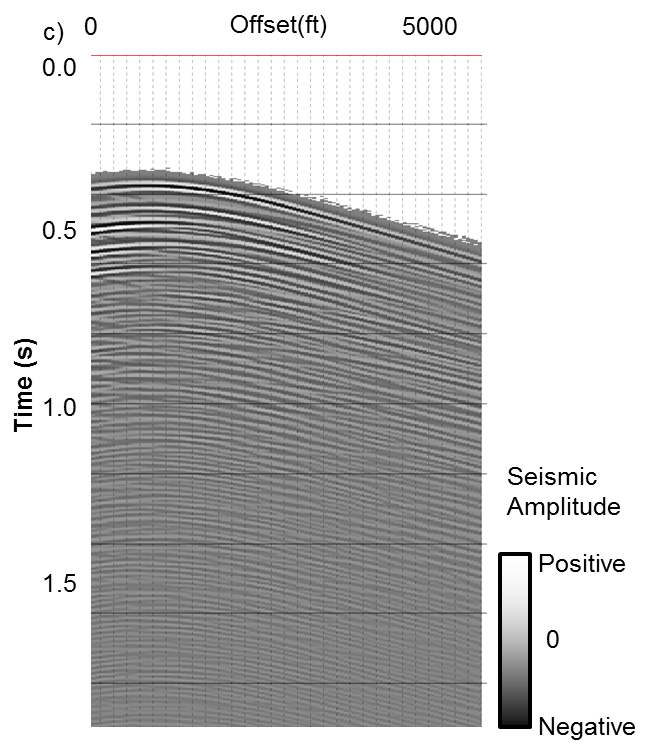 c) 0 Offset(ft) 5000
0.0
0.5
Time (s)
1.0
1.5
Seismic
Amplitude
Positive
0
Negative